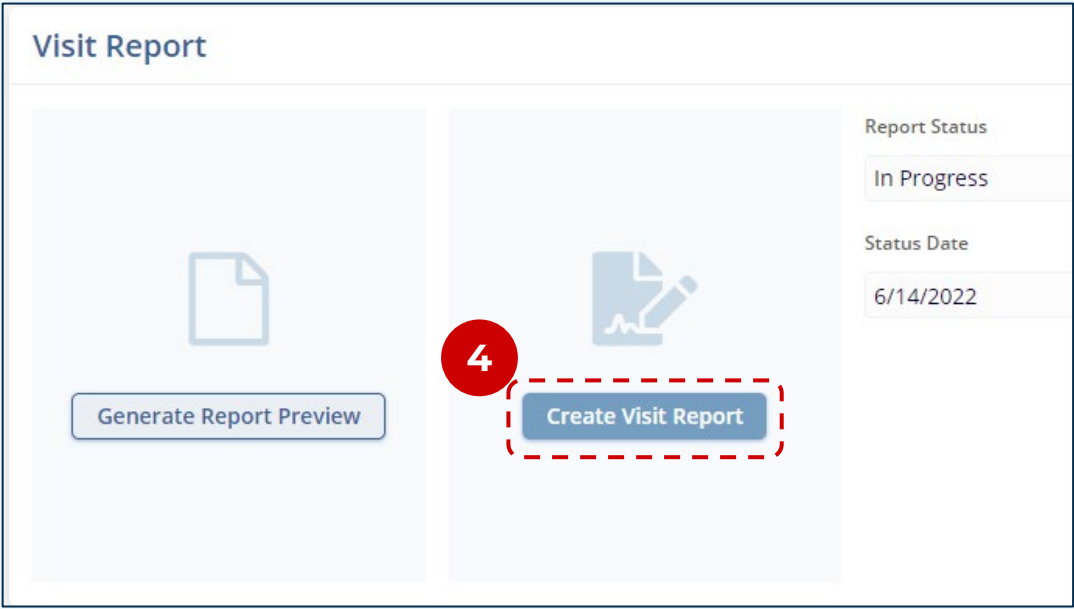 Visit Report
Report Status
In Progress
Status Date
6/14/2022
4
Generate Report Preview
Create Visit Report